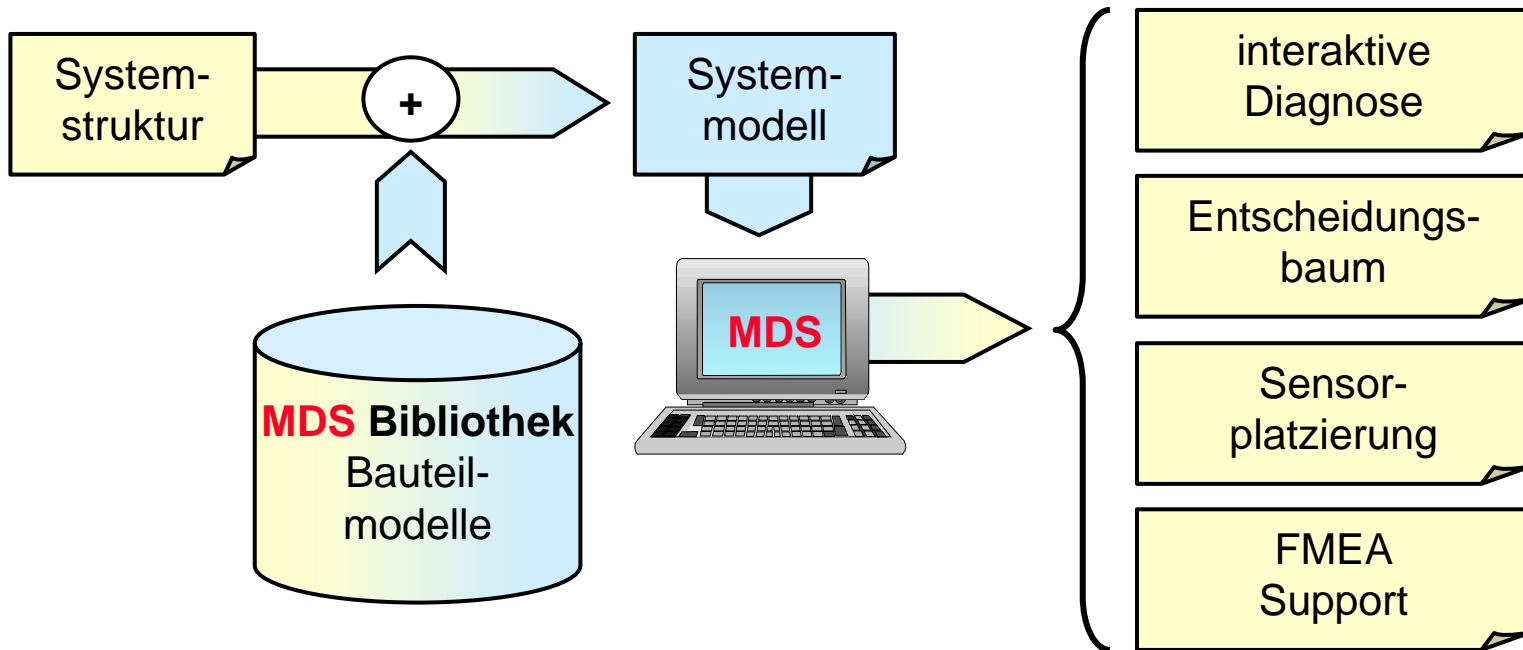 System-
struktur
+
System-
modell
MDS
MDS Bibliothek
Bauteil-
modelle
interaktive
Diagnose
Entscheidungs-
baum
Sensor-
platzierung
FMEA
Support